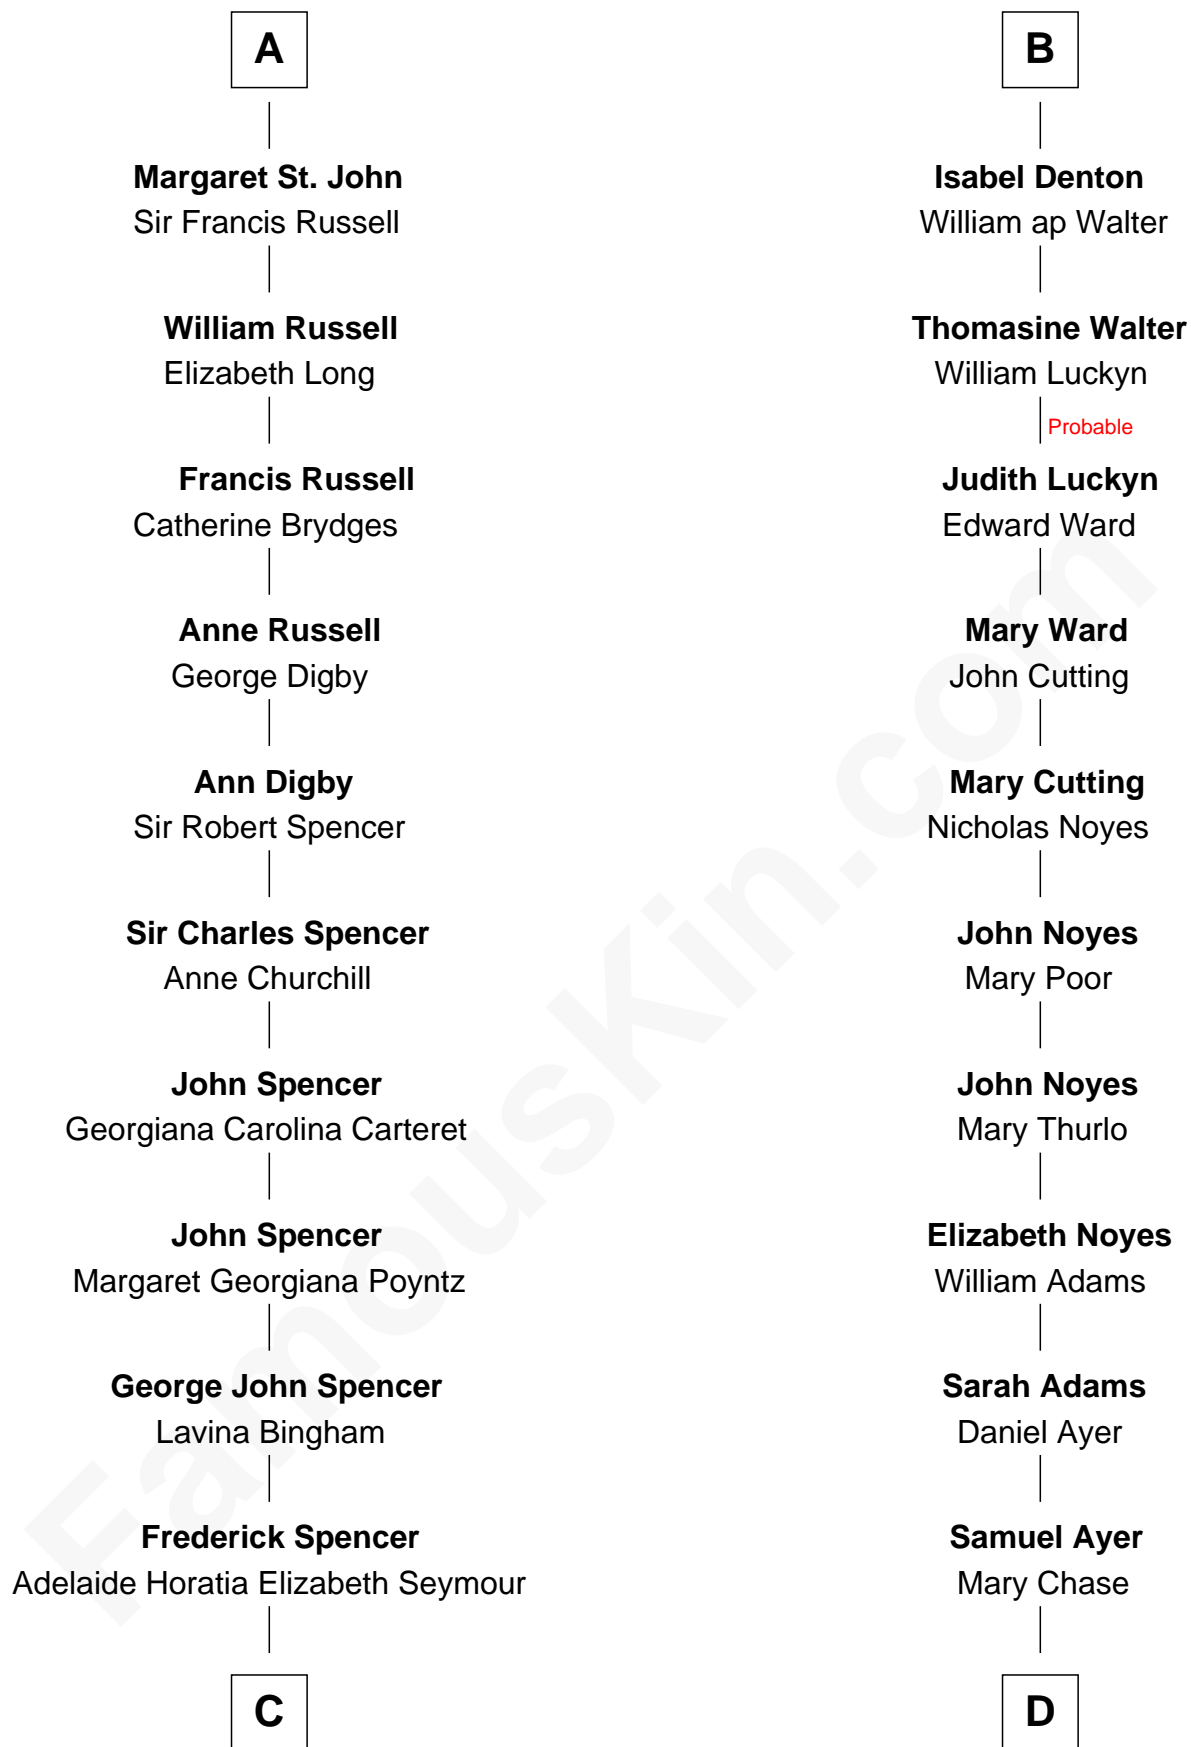 A
Margaret St. John
Sir Francis Russell
William Russell
Elizabeth Long
Francis Russell
Catherine Brydges
Anne Russell
George Digby
Ann Digby
Sir Robert Spencer
Sir Charles Spencer
Anne Churchill
John Spencer
Georgiana Carolina Carteret
John Spencer
Margaret Georgiana Poyntz
George John Spencer
Lavina Bingham
Frederick Spencer
Adelaide Horatia Elizabeth Seymour
C
B
Isabel Denton
William ap Walter
Thomasine Walter
William Luckyn
Probable
Judith Luckyn
Edward Ward
Mary Ward
John Cutting
Mary Cutting
Nicholas Noyes
John Noyes
Mary Poor
John Noyes
Mary Thurlo
Elizabeth Noyes
William Adams
Sarah Adams
Daniel Ayer
Samuel Ayer
Mary Chase
D
FamousKin.com